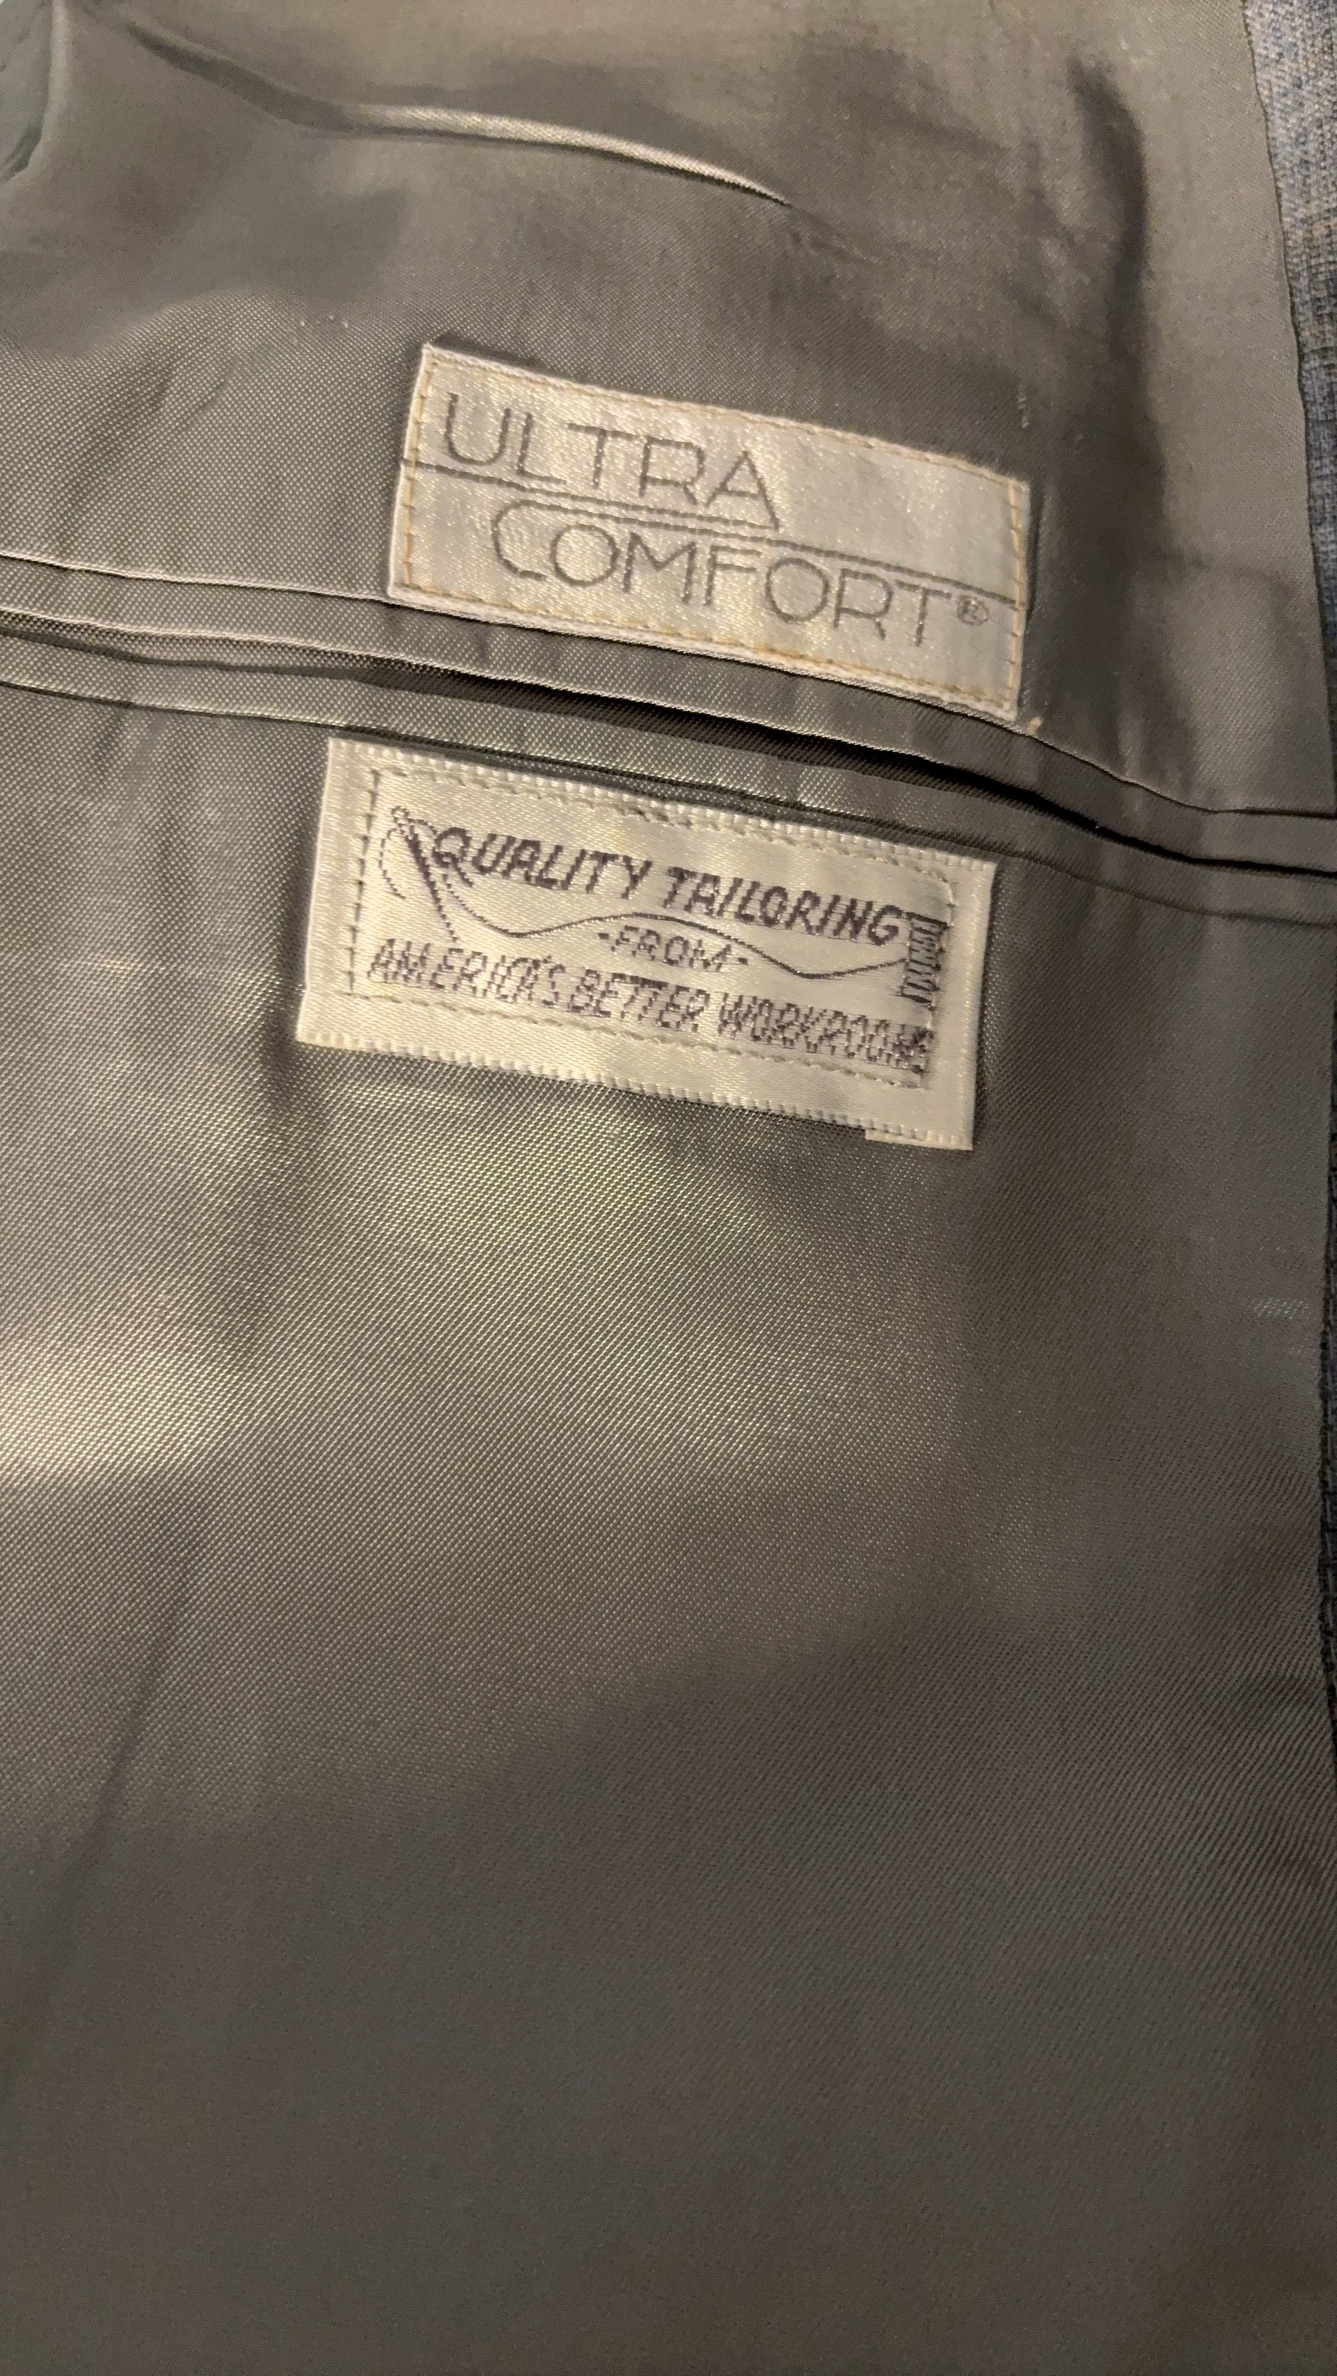 ULTRA
COMFORT®
QUALITY TAILORING
-FROM-
AMERICA'S BETTER WORKROOMS